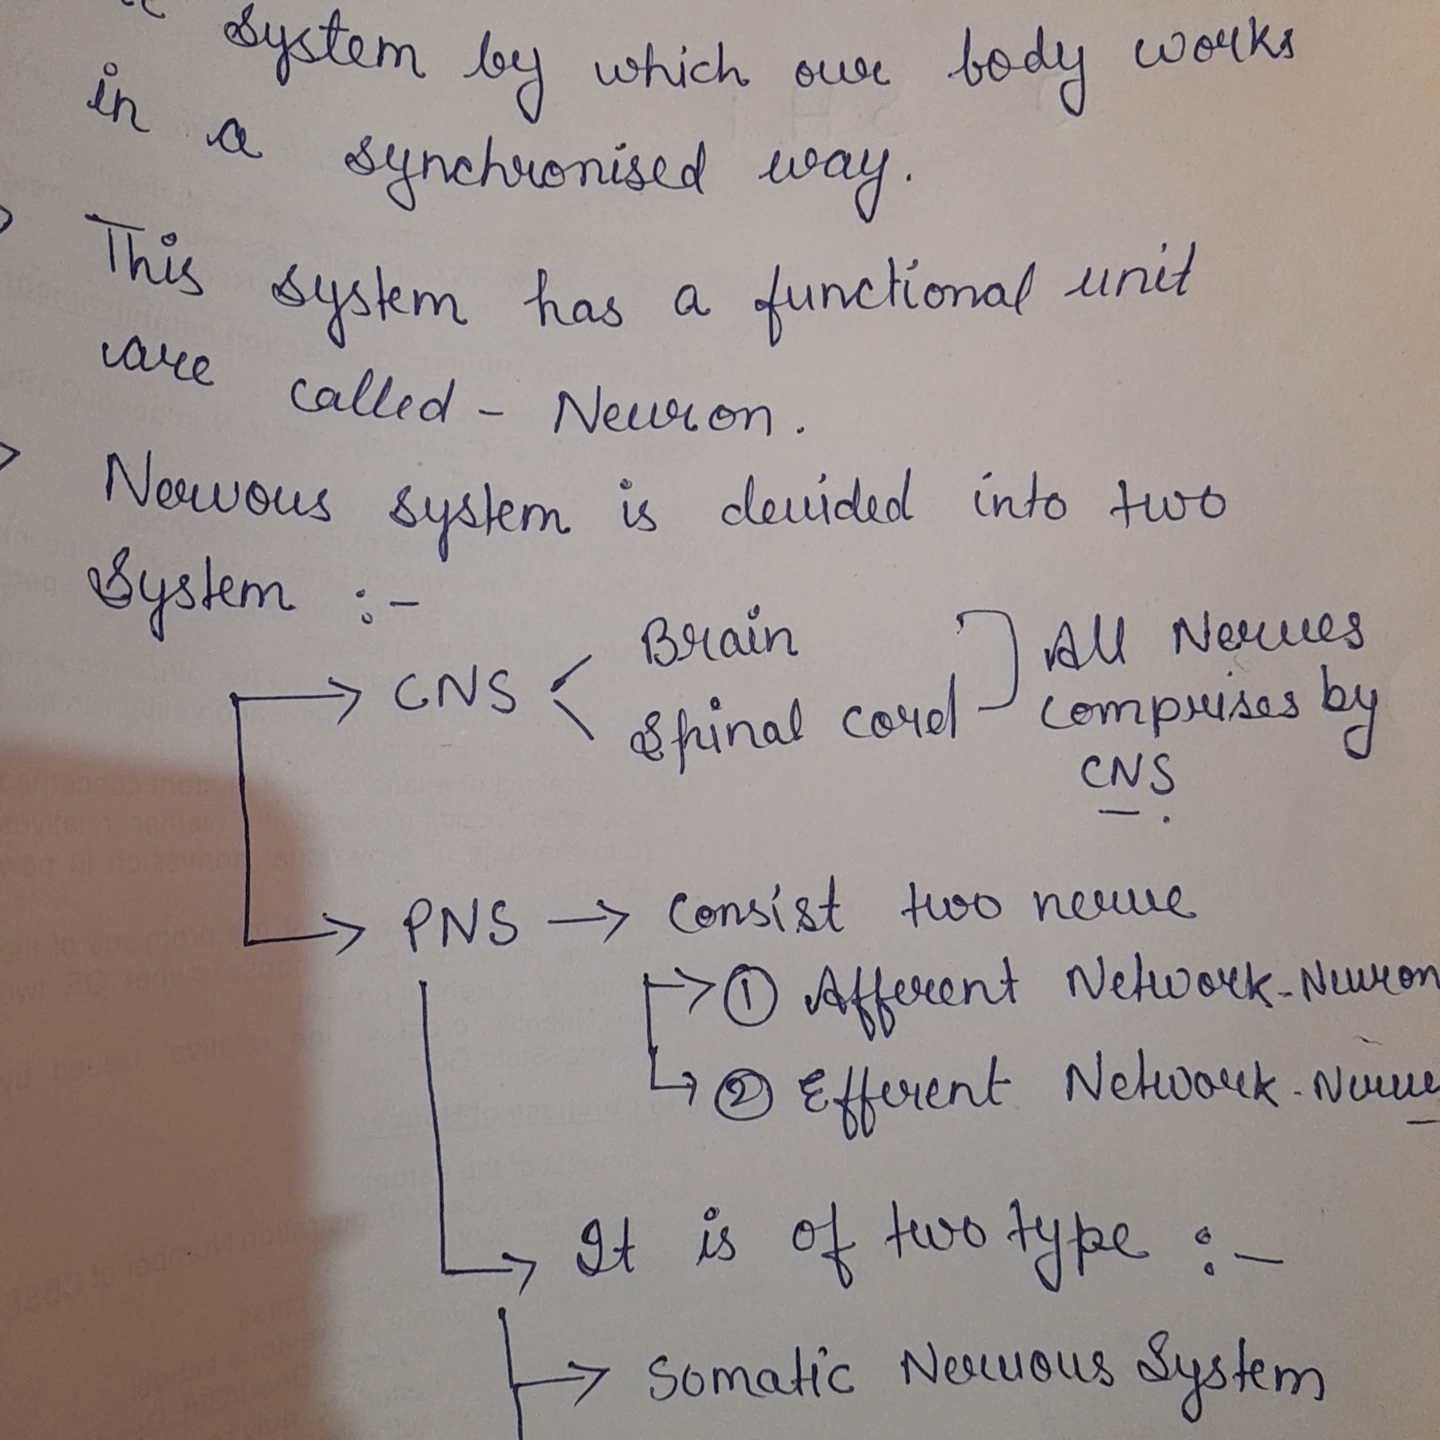 System by which our body works
in a synchronised way.
This system has a functional unit
are called - Neuron.
Nervous system is devided into two
System :-
Brain
CNS
Spinal cord
All Nerves
comprises by
CNS
PNS → Consist two nerve
→ ① Afferent Network-Neuron
→ ② Efferent Network-Nerve
→ It is of two type :-
→ Somatic Nervous System